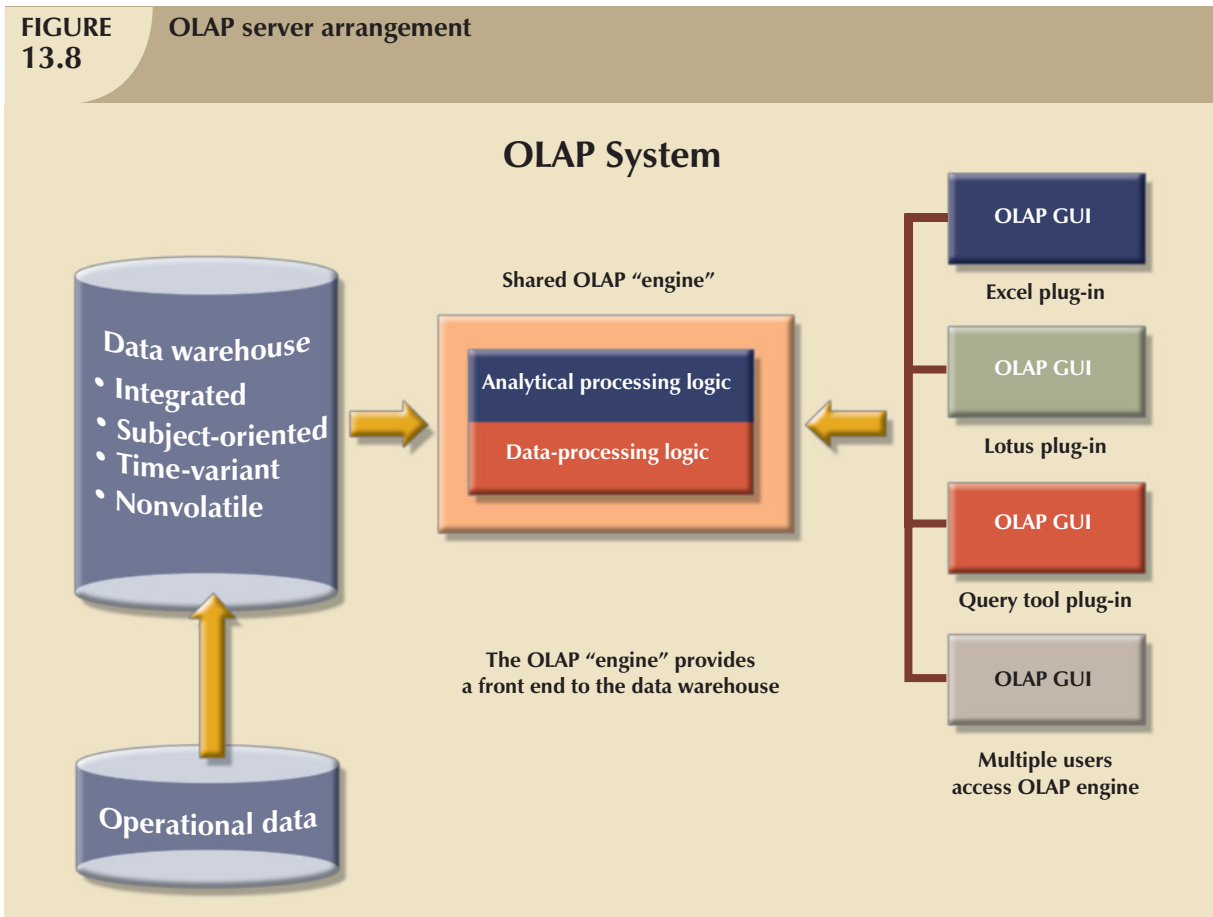 FIGURE
13.8
OLAP server arrangement
OLAP System
Data warehouse
• Integrated
• Subject-oriented
• Time-variant
• Nonvolatile
Operational data
Shared OLAP “engine”
Analytical processing logic
Data-processing logic
The OLAP “engine” provides
a front end to the data warehouse
OLAP GUI
Excel plug-in
OLAP GUI
Lotus plug-in
OLAP GUI
Query tool plug-in
OLAP GUI
Multiple users
access OLAP engine